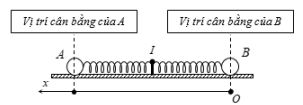 Vị trí cân bằng của A
Vị trí cân bằng của B
A
I
B
x
O